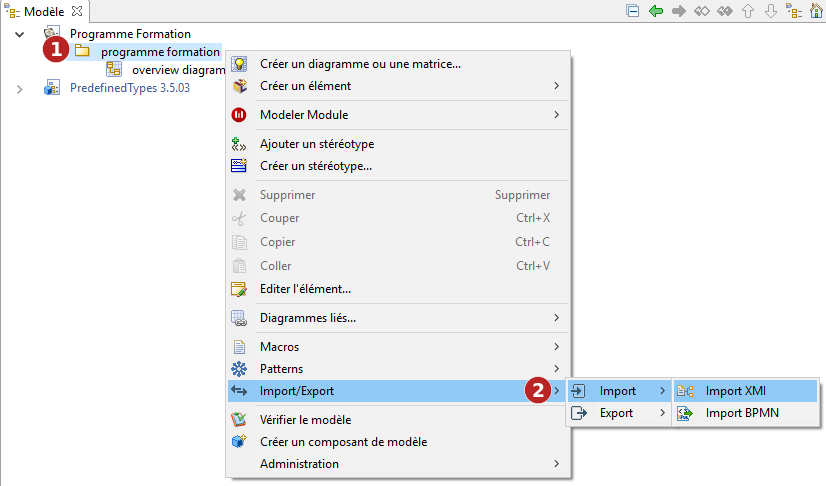 Modèle
Programme Formation
1 programme formation
overview diagram
PredefinedTypes 3.5.03
Créer un diagramme ou une matrice...
Créer un élément
Modeler Module
Ajouter un stéréotype
Créer un stéréotype...
Supprimer Supprimer
Couper Ctrl+X
Copier Ctrl+C
Coller Ctrl+V
Editer l'élément...
Diagrammes liés...
Macros
Patterns
Import/Export 2 Import Import XMI
Export Import BPMN
Vérifier le modèle
Créer un composant de modèle
Administration